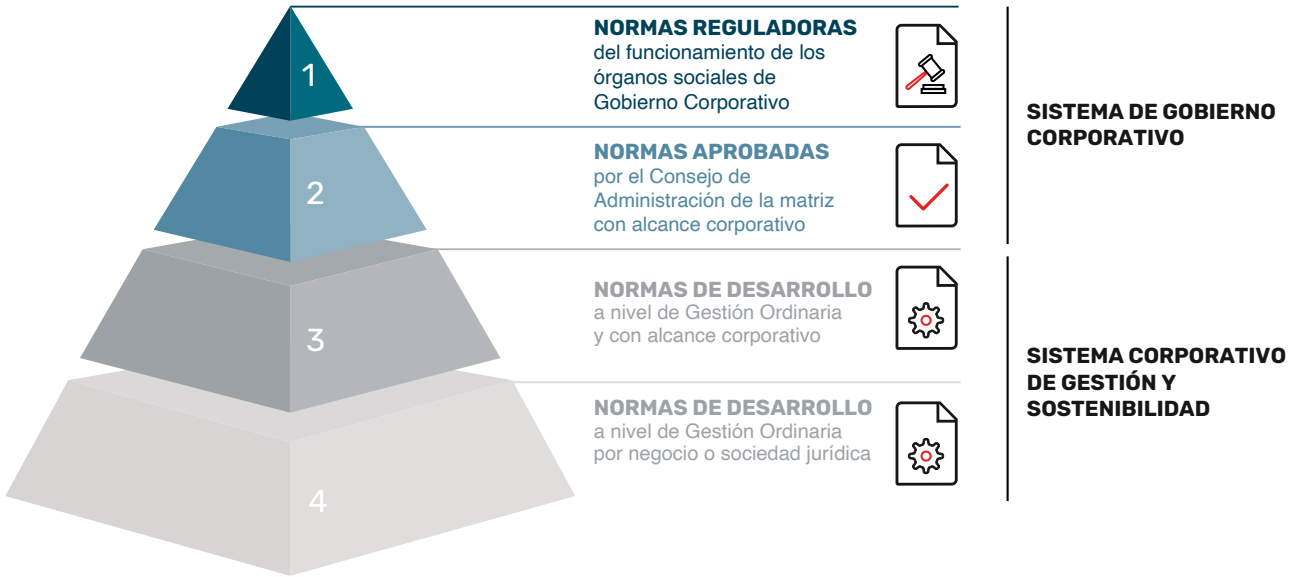 1
NORMAS REGULADORAS
del funcionamiento de los
órganos sociales de
Gobierno Corporativo
2
NORMAS APROBADAS
por el Consejo de
Administración de la matriz
con alcance corporativo
SISTEMA DE GOBIERNO
CORPORATIVO
3
NORMAS DE DESARROLLO
a nivel de Gestión Ordinaria
y con alcance corporativo
4
NORMAS DE DESARROLLO
a nivel de Gestión Ordinaria
por negocio o sociedad jurídica
SISTEMA CORPORATIVO
DE GESTIÓN Y
SOSTENIBILIDAD